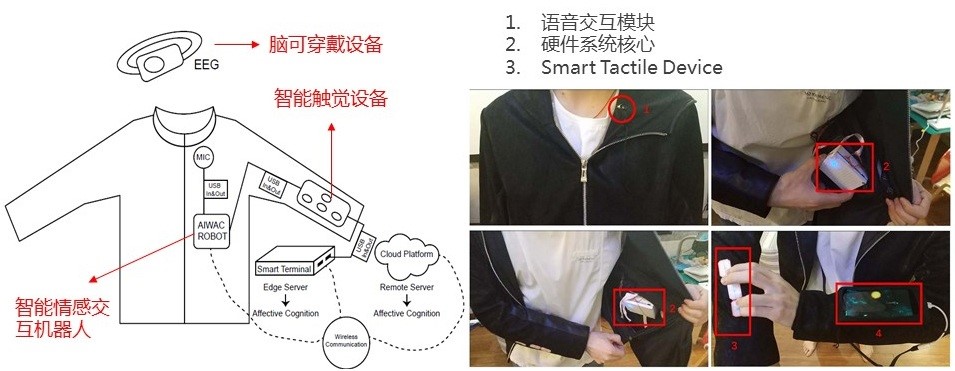 脑可穿戴设备
EEG
智能触觉设备
MIC
USB
In&Out
USB
In&Out
AIWAC
ROBOT
USB
In&Out
Cloud Platform
Smart Terminal
Edge Server
Remote Server
Affective Cognition
Affective Cognition
智能情感交
互机器人
Wireless
Communication
1. 语音交互模块
2. 硬件系统核心
3. Smart Tactile Device
1
2
2
3
4